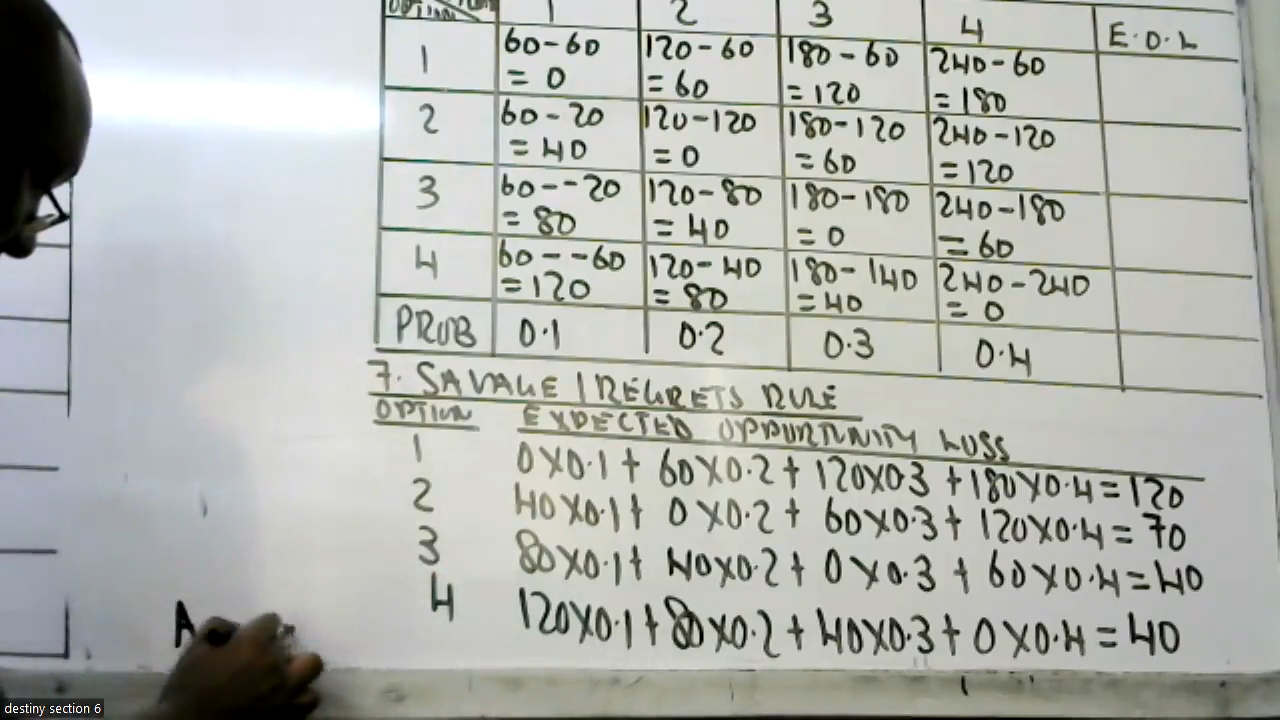 OPTION 1 2 3 4 E.O.L
1 60-60 = 0 120-60 = 60 180-60 = 120 240-60 = 180
2 60-20 = 40 120-120 = 0 180-120 = 60 240-120 = 120
3 60--20 = 80 120-80 = 40 180-180 = 0 240-180 = 60
4 60--60 = 120 120-40 = 80 180-140 = 40 240-240 = 0
PROB 0.1 0.2 0.3 0.4
7. SAVAGE / REGRETS RULE
OPTION EXPECTED OPPORTUNITY LOSS
1 0X0.1 + 60X0.2 + 120X0.3 + 180X0.4 = 120
2 40X0.1 + 0X0.2 + 60X0.3 + 120X0.4 = 70
3 80X0.1 + 40X0.2 + 0X0.3 + 60X0.4 = 40
4 120X0.1 + 80X0.2 + 40X0.3 + 0X0.4 = 40
A
destiny section 6